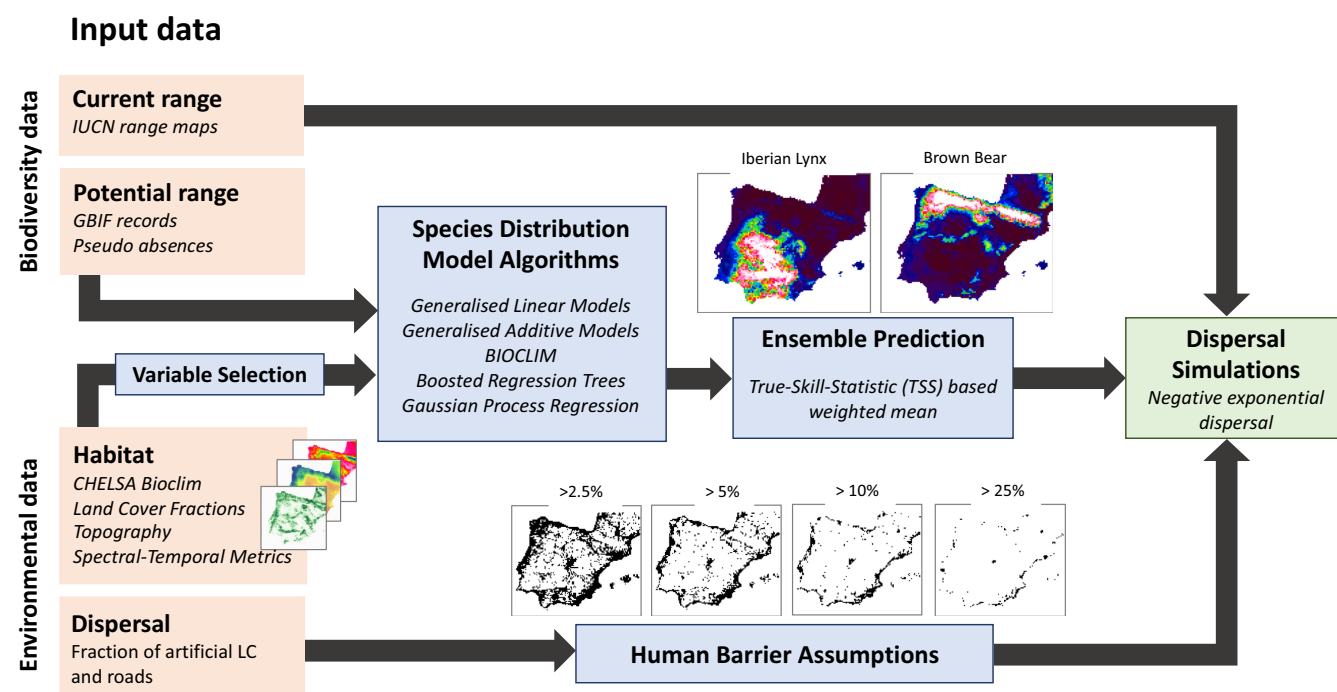 Input data
Biodiversity data
Current range
IUCN range maps
Potential range
GBIF records
Pseudo absences
Species Distribution
Model Algorithms
Generalised Linear Models
Generalised Additive Models
BIOCLIM
Boosted Regression Trees
Gaussian Process Regression
Iberian Lynx
Brown Bear
Ensemble Prediction
True-Skill-Statistic (TSS) based
weighted mean
Dispersal
Simulations
Negative exponential
dispersal
Variable Selection
Environmental data
Habitat
CHELSA Bioclim
Land Cover Fractions
Topography
Spectral-Temporal Metrics
>2.5%
> 5%
> 10%
> 25%
Dispersal
Fraction of artificial LC
and roads
Human Barrier Assumptions